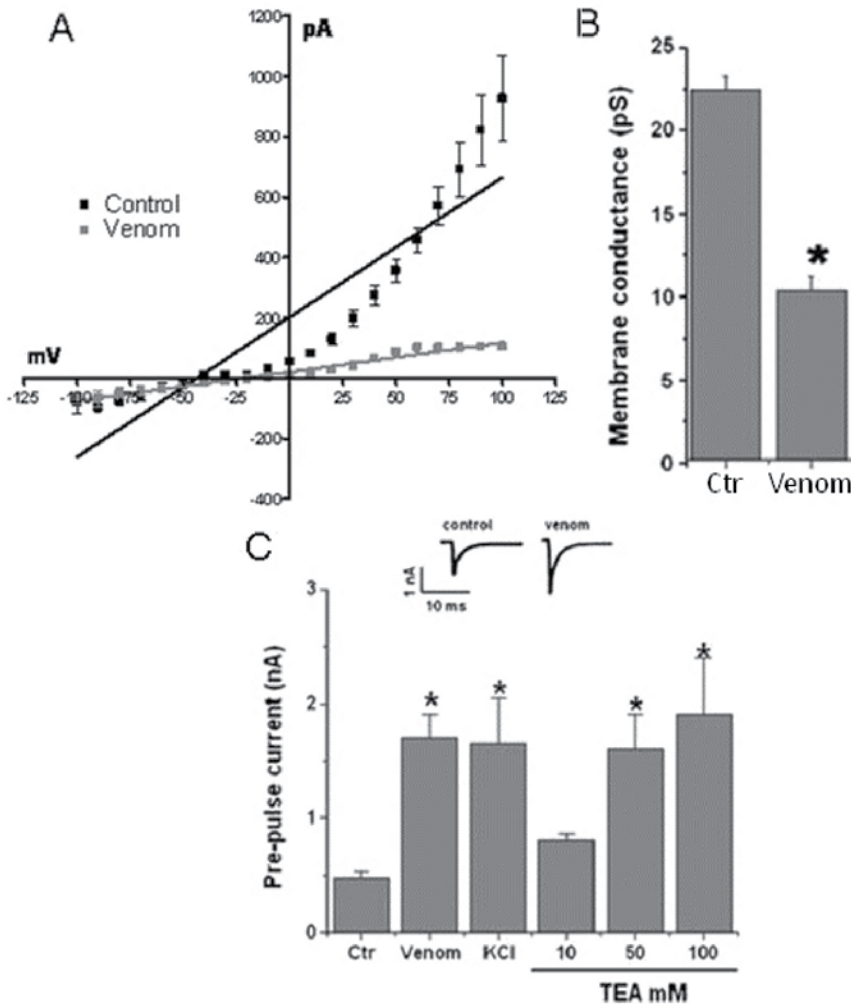 A
pA
1200
1000
800
600
400
200
-200
-400
mV
-125
-100
-75
-50
-25
0
25
50
75
100
125
Control
Venom
B
Membrane conductance (pS)
25
20
15
10
5
0
*
Ctr
Venom
C
control
venom
1 nA
10 ms
Pre-pulse current (nA)
3
2
1
0
*
*
*
*
Ctr
Venom
KCl
10
50
100
TEA mM